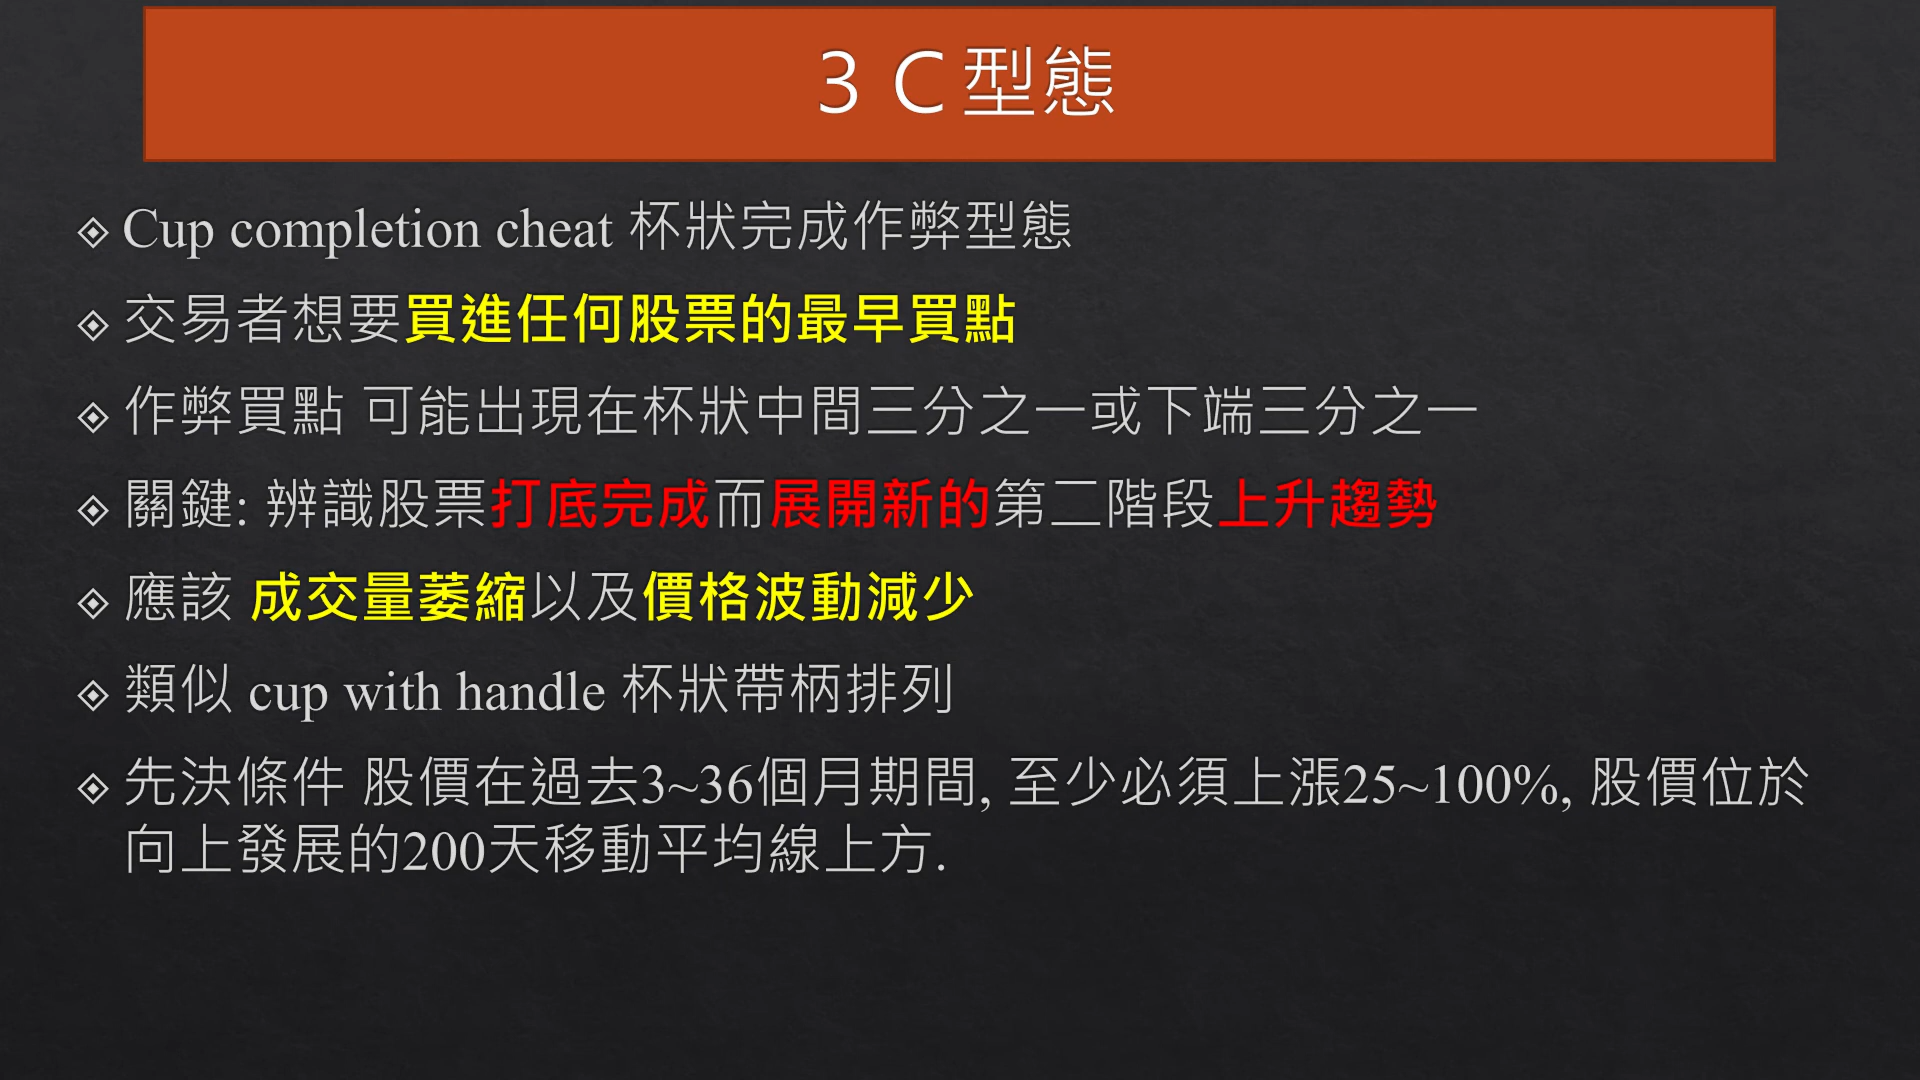 3 C 型態
Cup completion cheat 杯狀完成作弊型態
交易者想要買進任何股票的最早買點
作弊買點 可能出現在杯狀中間三分之一或下端三分之一
關鍵: 辨識股票打底完成而展開新的第二階段上升趨勢
應該 成交量萎縮以及價格波動減少
類似 cup with handle 杯狀帶柄排列
先決條件 股價在過去3~36個月期間, 至少必須上漲25~100%, 股價位於
向上發展的200天移動平均線上方.